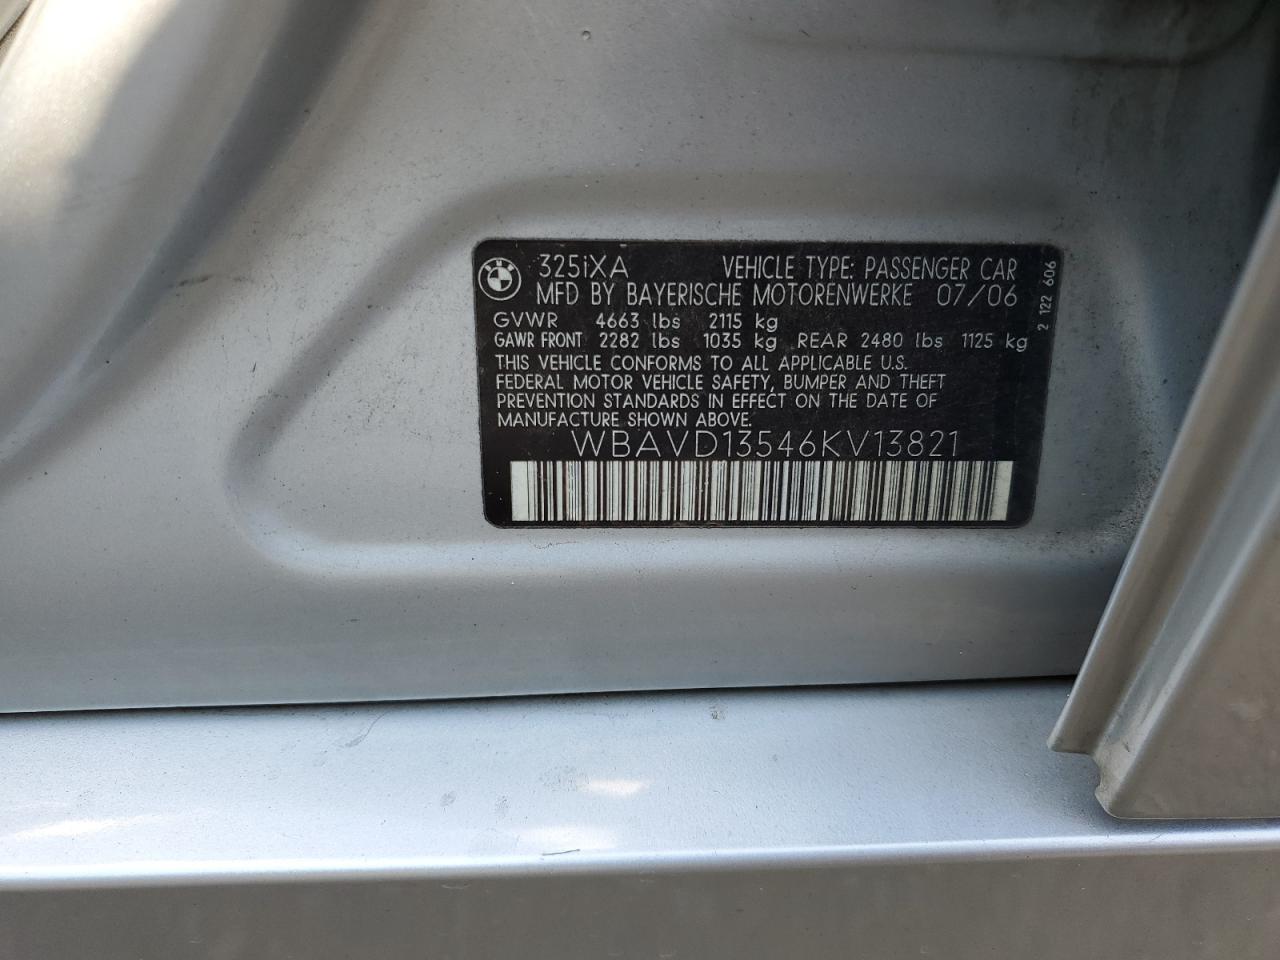 BMW
325iXA VEHICLE TYPE: PASSENGER CAR
MFD BY BAYERISCHE MOTORENWERKE 07/06
GVWR 4663 lbs 2115 kg
GAWR FRONT 2282 lbs 1035 kg REAR 2480 lbs 1125 kg
THIS VEHICLE CONFORMS TO ALL APPLICABLE U.S.
FEDERAL MOTOR VEHICLE SAFETY, BUMPER AND THEFT
PREVENTION STANDARDS IN EFFECT ON THE DATE OF
MANUFACTURE SHOWN ABOVE.
WBAVD13546KV13821
2 122 606